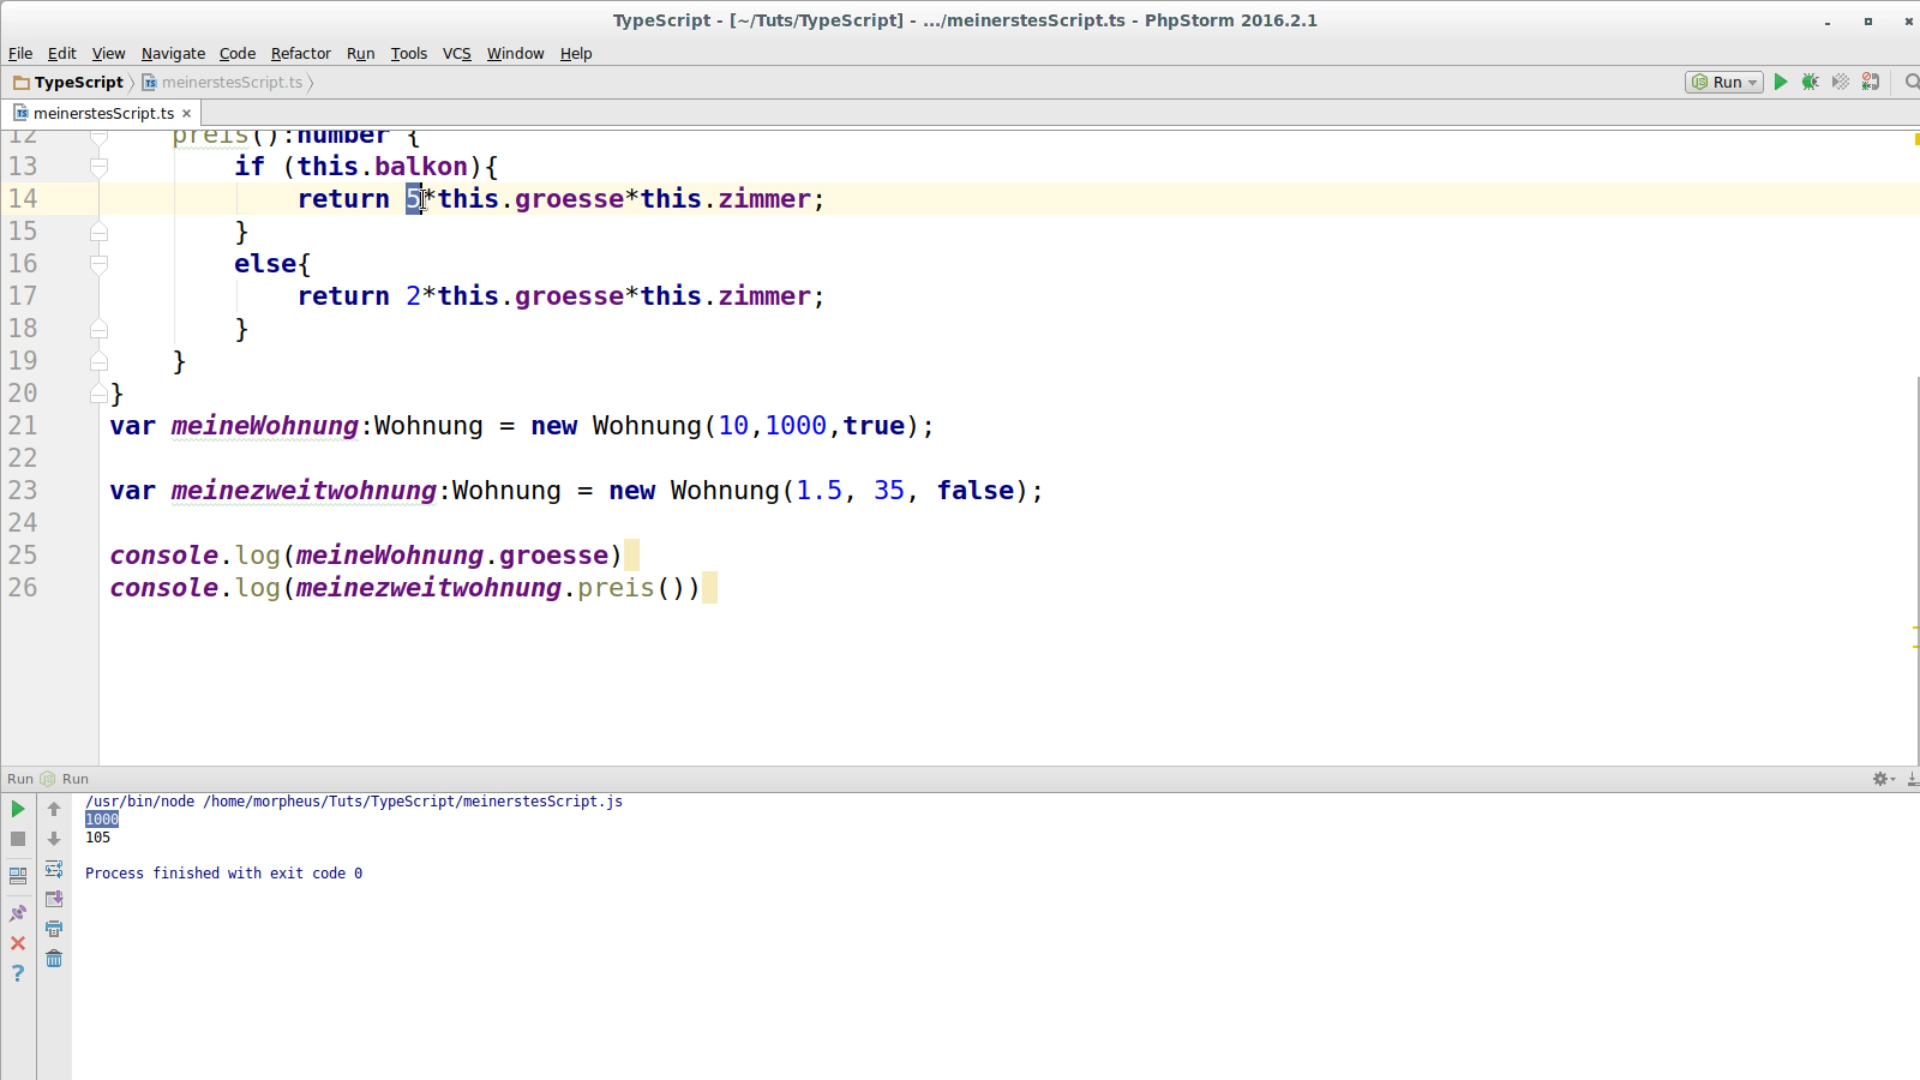 TypeScript - [~/Tuts/TypeScript] - .../meinerstesScript.ts - PhpStorm 2016.2.1
File Edit View Navigate Code Refactor Run Tools VCS Window Help
TypeScript meinerstesScript.ts Run
meinerstesScript.ts
12 preis():number {
13 if (this.balkon){
14 return 5*this.groesse*this.zimmer;
15 }
16 else{
17 return 2*this.groesse*this.zimmer;
18 }
19 }
20 }
21 var meineWohnung:Wohnung = new Wohnung(10,1000,true);
22
23 var meinezweitwohnung:Wohnung = new Wohnung(1.5, 35, false);
24
25 console.log(meineWohnung.groesse)
26 console.log(meinezweitwohnung.preis())
Run Run
/usr/bin/node /home/morpheus/Tuts/TypeScript/meinerstesScript.js
1000
105
Process finished with exit code 0